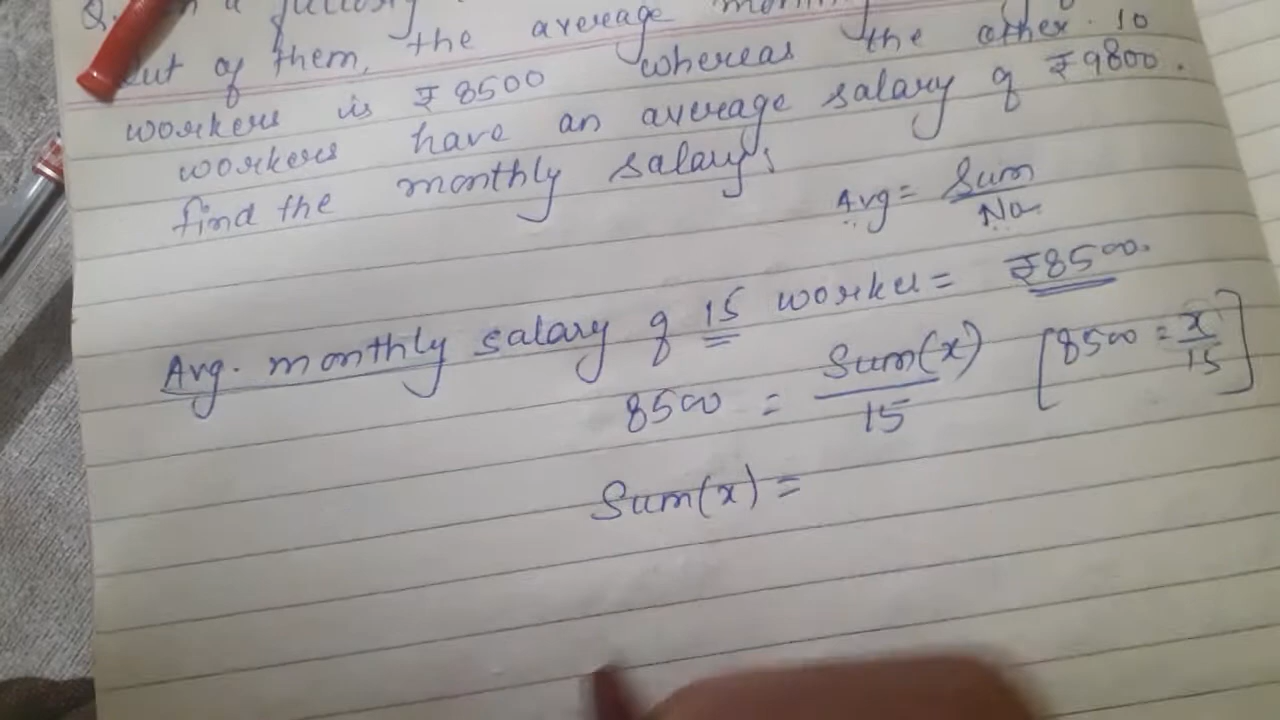 Q. a
out of them, the average
workers is ₹ 8500 whereas the other 10
workers have an average salary of ₹9800.
find the monthly salary.
Avg = Sum / No.
Avg. monthly salary of 15 worker = ₹8500.
8500 = Sum(x) / 15 [8500 = x / 15]
Sum(x) =